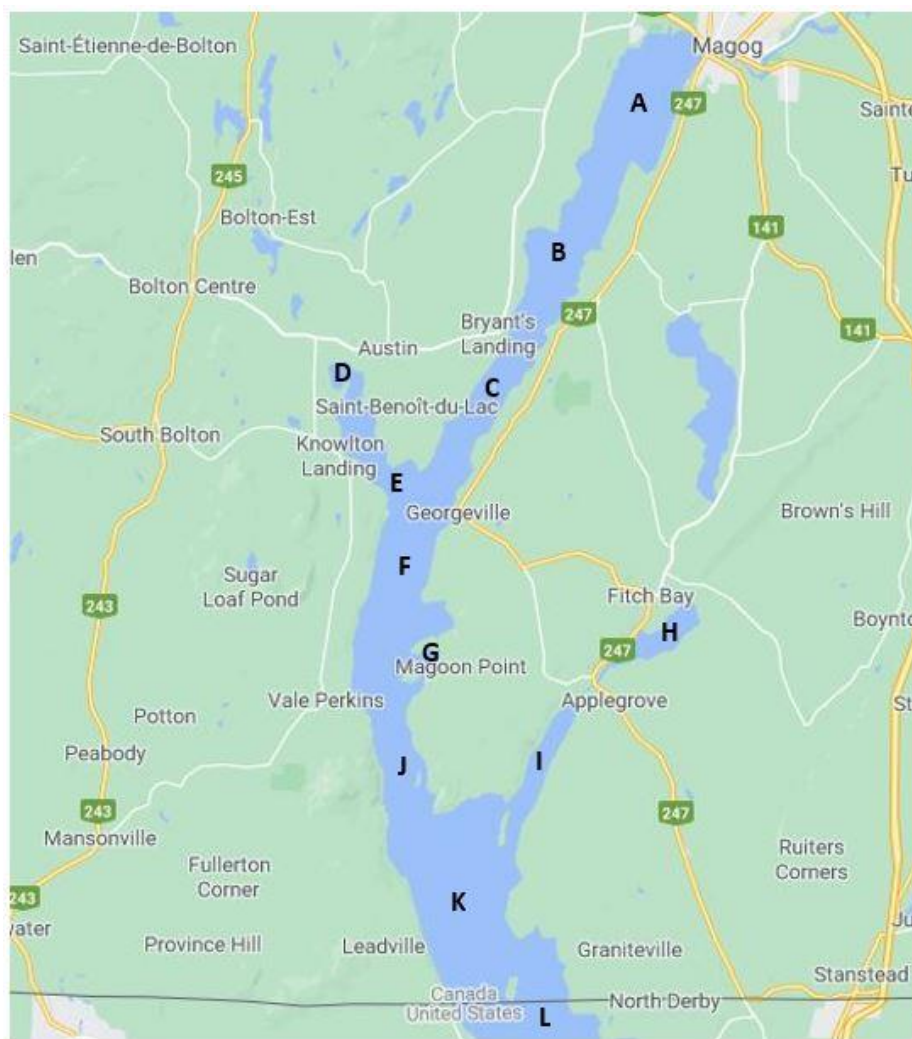 Saint-Étienne-de-Bolton
Magog
A
247
Sainte
245
Tu
Bolton-Est
141
B
len
Bolton Centre
247
Bryant's
Landing
141
Austin
D
C
Saint-Benoît-du-Lac
South Bolton
Knowlton
Landing
E
Georgeville
Brown's Hill
F
Sugar
Loaf Pond
Fitch Bay
243
Boynto
H
G
247
Magoon Point
Vale Perkins
Applegrove
St
Potton
Peabody
J
I
243
247
Mansonville
Ruiters
Corners
Fullerton
Corner
243
K
Ju
water
Province Hill
Leadville
Graniteville
Stanstead
Canada
United States
North Derby
L